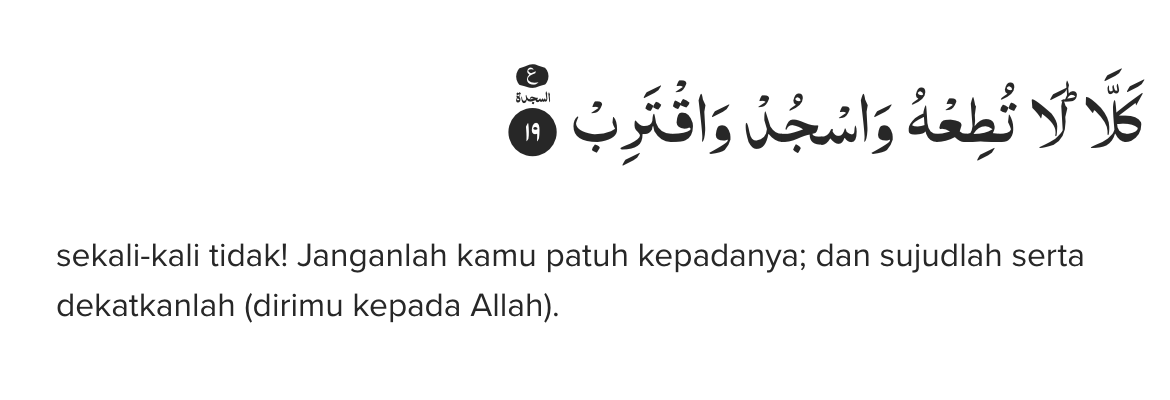 كَلَّاۗ لَا تُطِعْهُ وَاسْجُدْ وَاقْتَرِبْ ۩ ١٩ ع السجدة
sekali-kali tidak! Janganlah kamu patuh kepadanya; dan sujudlah serta
dekatkanlah (dirimu kepada Allah).